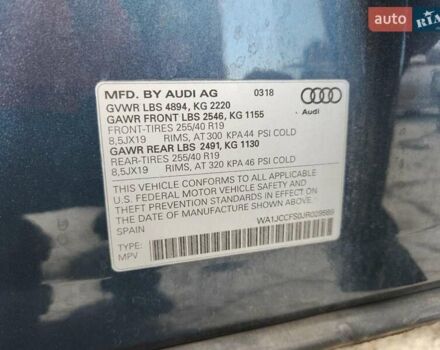 auto RIA
MFD. BY AUDI AG 0318
GVWR LBS 4894, KG 2220
GAWR FRONT LBS 2546, KG 1155
FRONT-TIRES 255/40 R19
8,5JX19 RIMS, AT 300 KPA 44 PSI COLD
GAWR REAR LBS 2491, KG 1130
REAR-TIRES 255/40 R19
8,5JX19 RIMS, AT 320 KPA 46 PSI COLD
Audi
THIS VEHICLE CONFORMS TO ALL APPLICABLE
U.S. FEDERAL MOTOR VEHICLE SAFETY, BUMPER, AND
THEFT PREVENTION STANDARDS IN EFFECT ON THE
DATE OF MANUFACTURE SHOWN ABOVE.
SPAIN
TYPE:
MPV